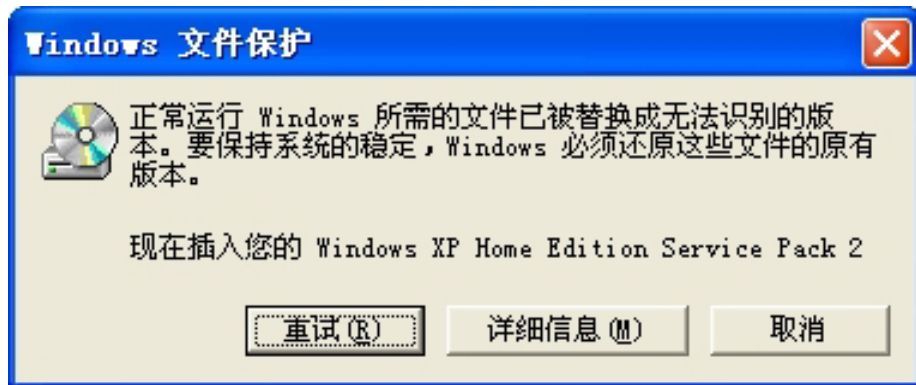 Windows 文件保护
正常运行 Windows 所需的文件已被替换成无法识别的版
本。要保持系统的稳定，Windows 必须还原这些文件的原有
版本。
现在插入您的 Windows XP Home Edition Service Pack 2
重试(R) 详细信息(M) 取消